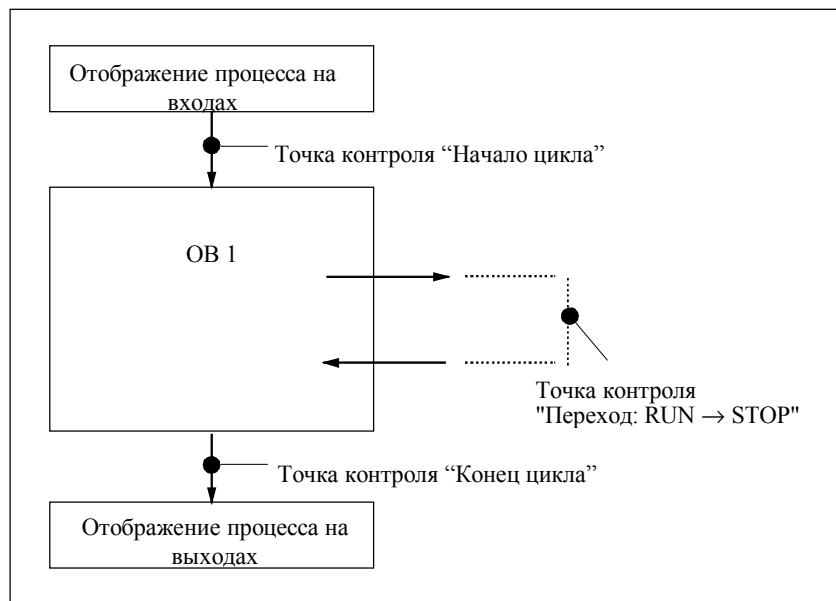 Отображение процесса на
входах
Точка контроля “Начало цикла”
OB 1
Точка контроля
"Переход: RUN → STOP"
Точка контроля “Конец цикла”
Отображение процесса на
выходах